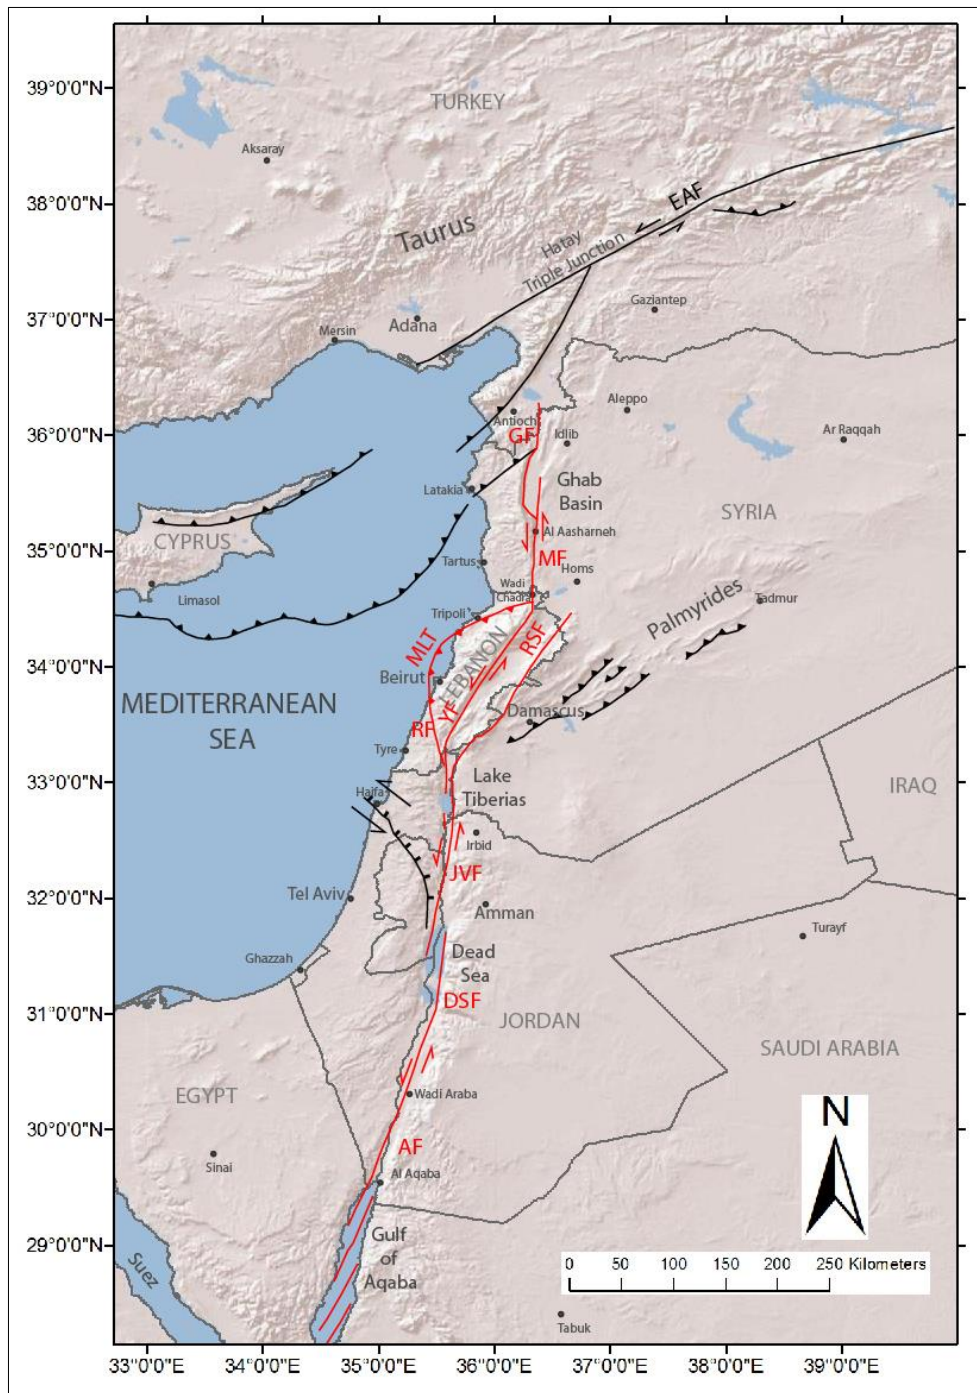 39°0'0"N
TURKEY
Aksaray
38°0'0"N
EAF
Taurus
Hatay
Triple Junction
Gaziantep
37°0'0"N
Adana
Mersin
Aleppo
Antioch
36°0'0"N
GF
Idlib
Ar Raqqah
Ghab
Basin
Latakia
SYRIA
Al Aasharneh
CYPRUS
35°0'0"N
Tartus
MF
Homs
Wadi
Chadra
Limasol
Tadmur
Tripoli
Palmyrides
MLT
LEBANON
RSF
34°0'0"N
Beirut
MEDITERRANEAN
SEA
YF
Damascus
RF
Tyre
33°0'0"N
Lake
Tiberias
IRAQ
Haifa
Irbid
JVF
32°0'0"N
Tel Aviv
Amman
Turayf
Ghazzah
Dead
Sea
31°0'0"N
DSF
JORDAN
SAUDI ARABIA
EGYPT
Wadi Araba
N
30°0'0"N
AF
Sinai
Al Aqaba
29°0'0"N
Gulf
of
Aqaba
Suez
0 50 100 150 200 250 Kilometers
Tabuk
33°0'0"E 34°0'0"E 35°0'0"E 36°0'0"E 37°0'0"E 38°0'0"E 39°0'0"E